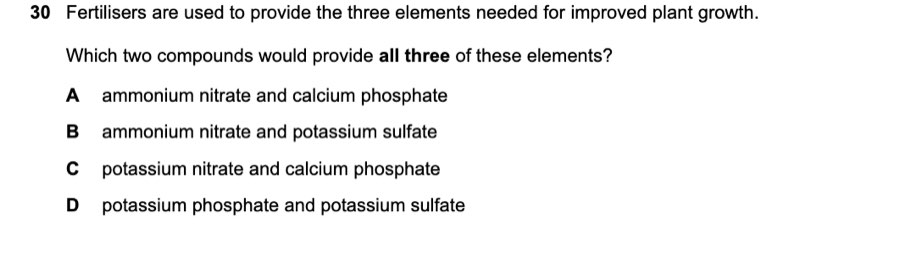 30 Fertilisers are used to provide the three elements needed for improved plant growth.
Which two compounds would provide all three of these elements?
A ammonium nitrate and calcium phosphate
B ammonium nitrate and potassium sulfate
C potassium nitrate and calcium phosphate
D potassium phosphate and potassium sulfate